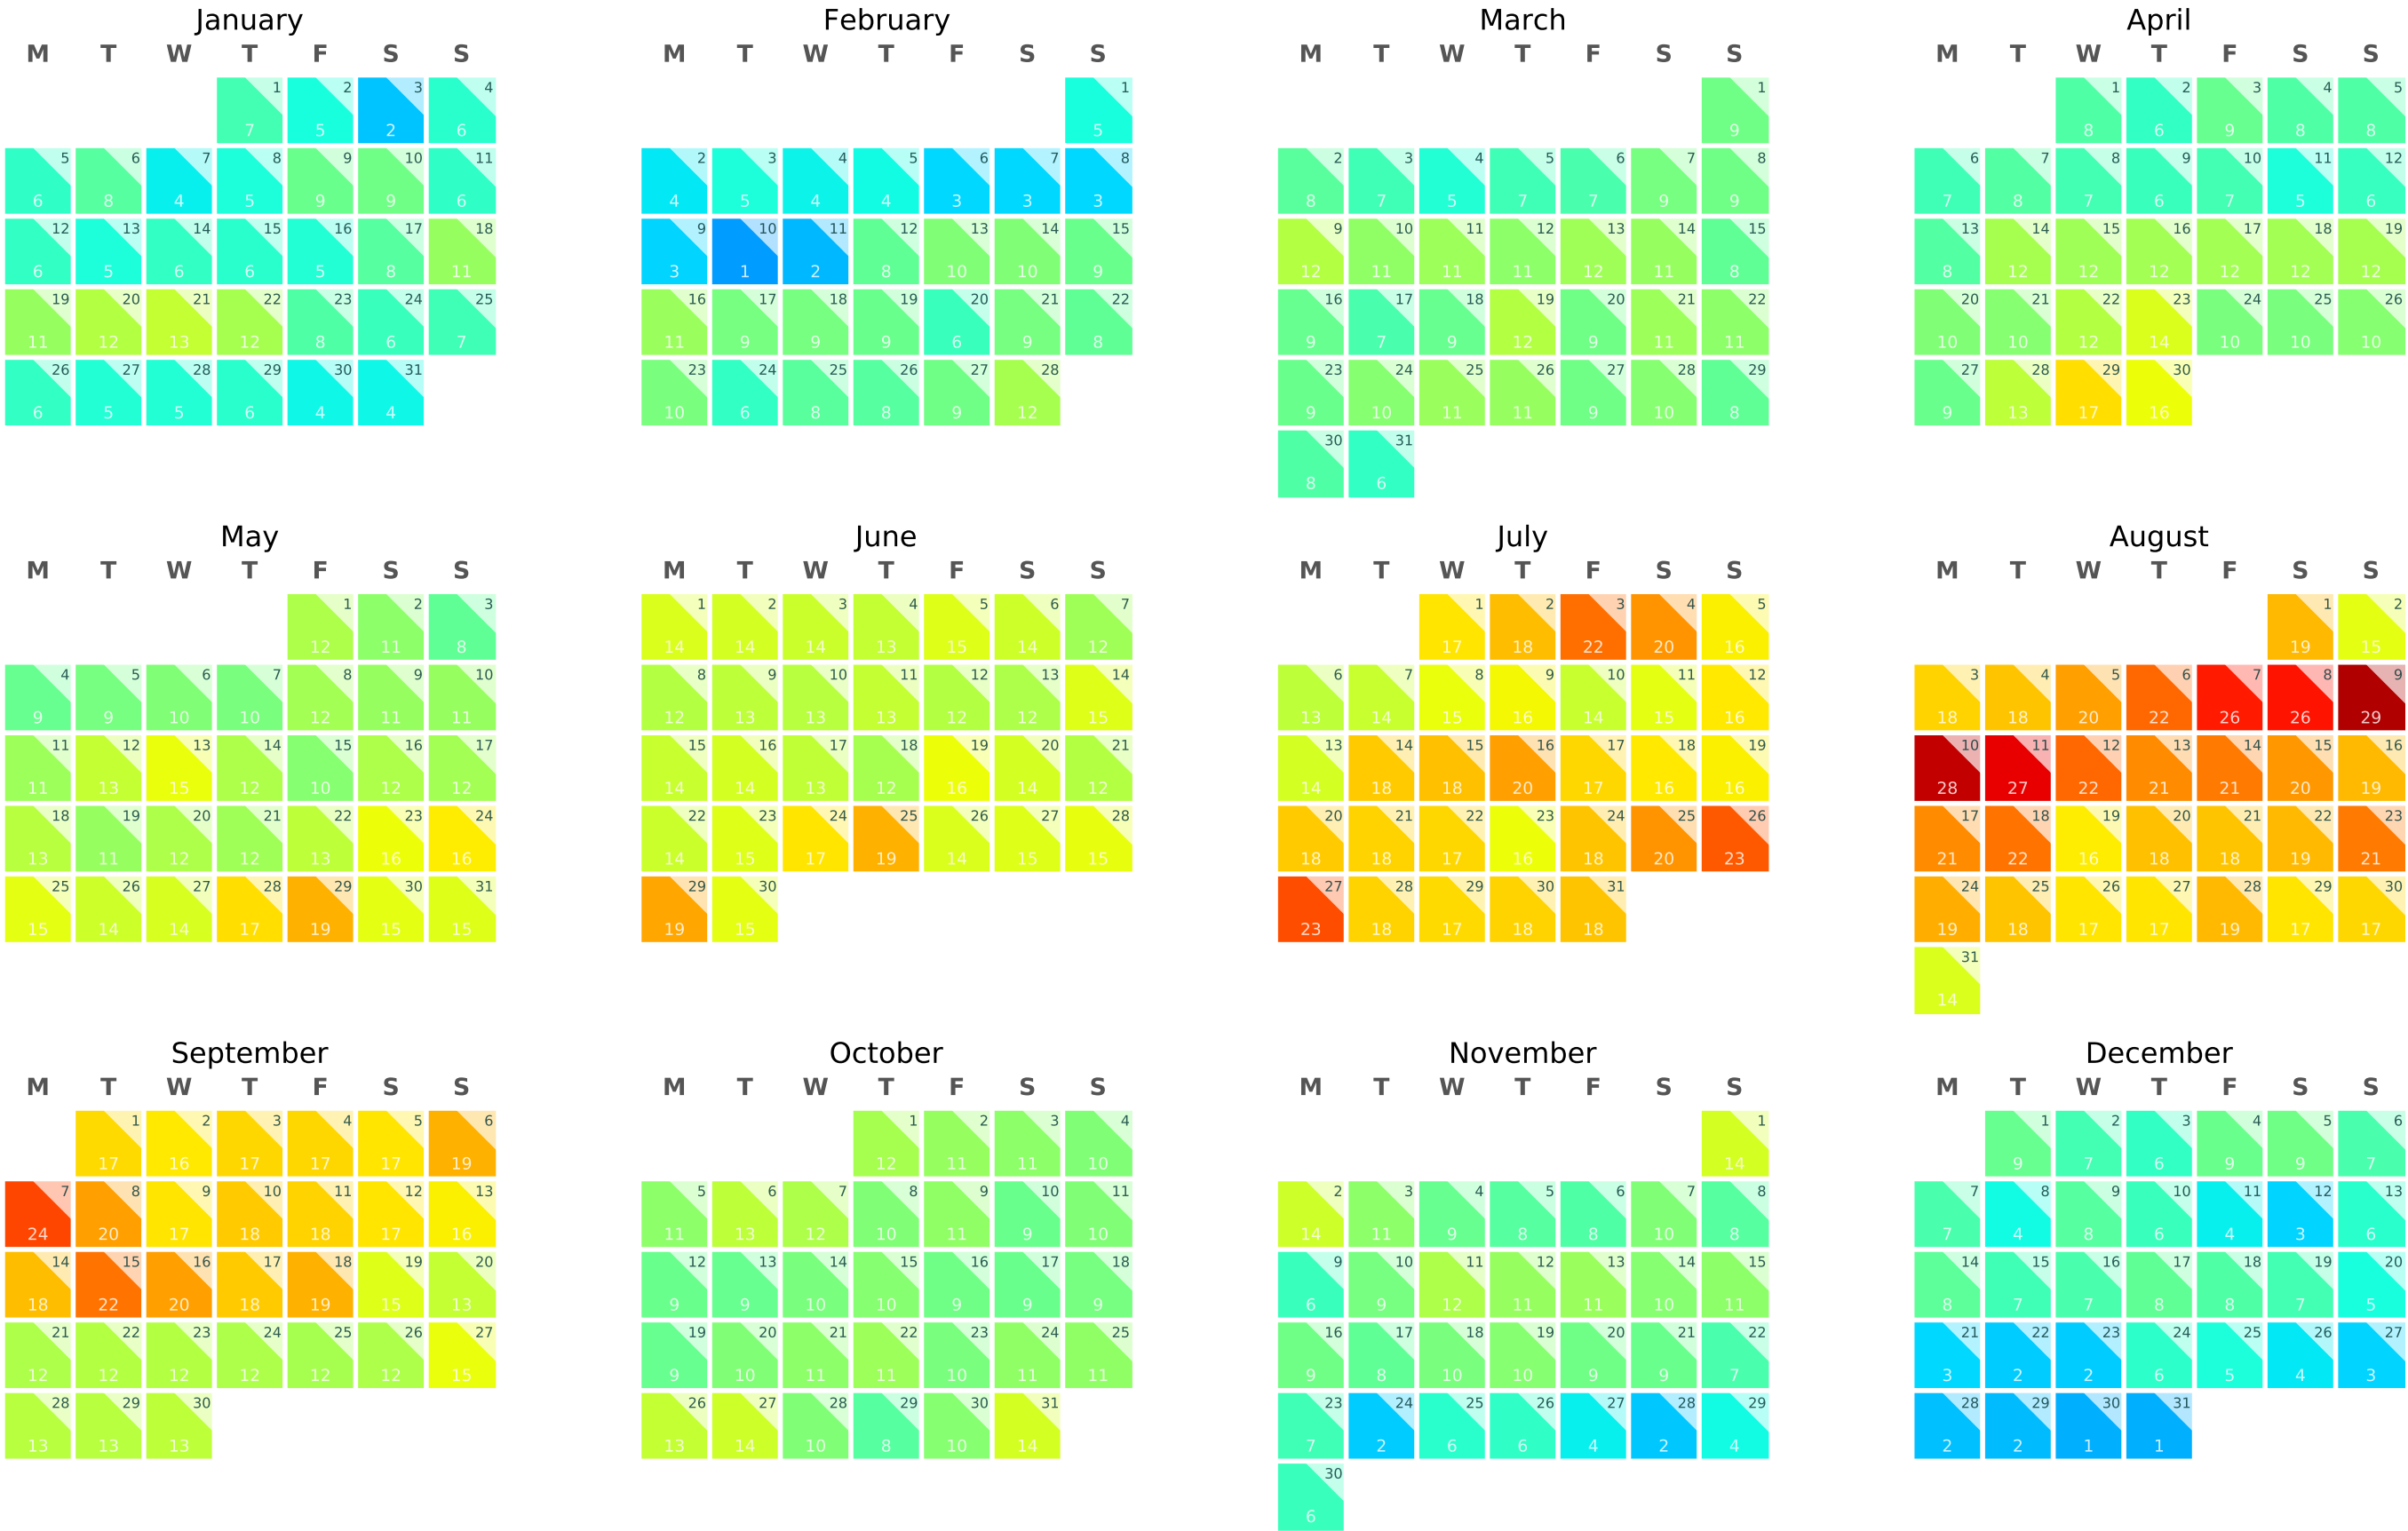 January February March April
M T W T F S S M T W T F S S M T W T F S S M T W T F S S
1 2 3 4 1 1 1 2 3 4 5
7 5 2 6 5 9 8 6 9 8 8
5 6 7 8 9 10 11 2 3 4 5 6 7 8 2 3 4 5 6 7 8 6 7 8 9 10 11 12
6 8 4 5 9 9 6 4 5 4 4 3 3 3 8 7 5 7 7 9 9 7 8 7 6 7 5 6
12 13 14 15 16 17 18 9 10 11 12 13 14 15 9 10 11 12 13 14 15 13 14 15 16 17 18 19
6 5 6 6 5 8 11 3 1 2 8 10 10 9 12 11 11 11 12 11 8 8 12 12 12 12 12 12
19 20 21 22 23 24 25 16 17 18 19 20 21 22 16 17 18 19 20 21 22 20 21 22 23 24 25 26
11 12 13 12 8 6 7 11 9 9 9 6 9 8 9 7 9 12 9 11 11 10 10 12 14 10 10 10
26 27 28 29 30 31 23 24 25 26 27 28 23 24 25 26 27 28 29 27 28 29 30
6 5 5 6 4 4 10 6 8 8 9 12 9 10 11 11 9 10 8 9 13 17 16
30 31
8 6
May June July August
M T W T F S S M T W T F S S M T W T F S S M T W T F S S
1 2 3 1 2 3 4 5 6 7 1 2 3 4 5 1 2
12 11 8 14 14 14 13 15 14 12 17 18 22 20 16 19 15
4 5 6 7 8 9 10 8 9 10 11 12 13 14 6 7 8 9 10 11 12 3 4 5 6 7 8 9
9 9 10 10 12 11 11 12 13 13 13 12 12 15 13 14 15 16 14 15 16 18 18 20 22 26 26 29
11 12 13 14 15 16 17 15 16 17 18 19 20 21 13 14 15 16 17 18 19 10 11 12 13 14 15 16
11 13 15 12 10 12 12 14 14 13 12 16 14 12 14 18 18 20 17 16 16 28 27 22 21 21 20 19
18 19 20 21 22 23 24 22 23 24 25 26 27 28 20 21 22 23 24 25 26 17 18 19 20 21 22 23
13 11 12 12 13 16 16 14 15 17 19 14 15 15 18 18 17 16 18 20 23 21 22 16 18 18 19 21
25 26 27 28 29 30 31 29 30 27 28 29 30 31 24 25 26 27 28 29 30
15 14 14 17 19 15 15 19 15 23 18 17 18 18 19 18 17 17 19 17 17
31
14
September October November December
M T W T F S S M T W T F S S M T W T F S S M T W T F S S
1 2 3 4 5 6 1 2 3 4 1 1 2 3 4 5 6
17 16 17 17 17 19 12 11 11 10 14 9 7 6 9 9 7
7 8 9 10 11 12 13 5 6 7 8 9 10 11 2 3 4 5 6 7 8 7 8 9 10 11 12 13
24 20 17 18 18 17 16 11 13 12 10 11 9 10 14 11 9 8 8 10 8 7 4 8 6 4 3 6
14 15 16 17 18 19 20 12 13 14 15 16 17 18 9 10 11 12 13 14 15 14 15 16 17 18 19 20
18 22 20 18 19 15 13 9 9 10 10 9 9 9 6 9 12 11 11 10 11 8 7 7 8 8 7 5
21 22 23 24 25 26 27 19 20 21 22 23 24 25 16 17 18 19 20 21 22 21 22 23 24 25 26 27
12 12 12 12 12 12 15 9 10 11 11 10 11 11 9 8 10 10 9 9 7 3 2 2 6 5 4 3
28 29 30 26 27 28 29 30 31 23 24 25 26 27 28 29 28 29 30 31
13 13 13 13 14 10 8 10 14 7 2 6 6 4 2 4 2 2 1 1
30
6